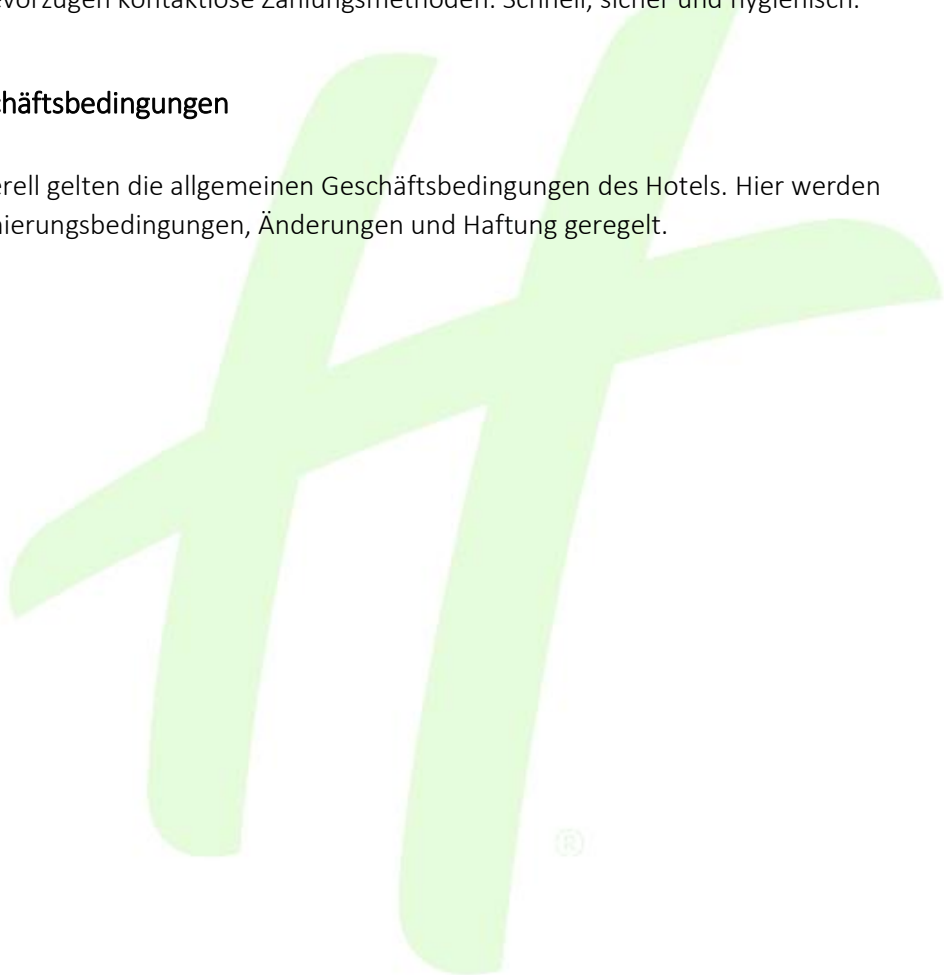 evorzugen kontaktlose Zahlungsmethoden. Schnell, sicher und hygienisch.
häftsbedingungen
erell gelten die allgemeinen Geschäftsbedingungen des Hotels. Hier werden
nierungsbedingungen, Änderungen und Haftung geregelt.
®